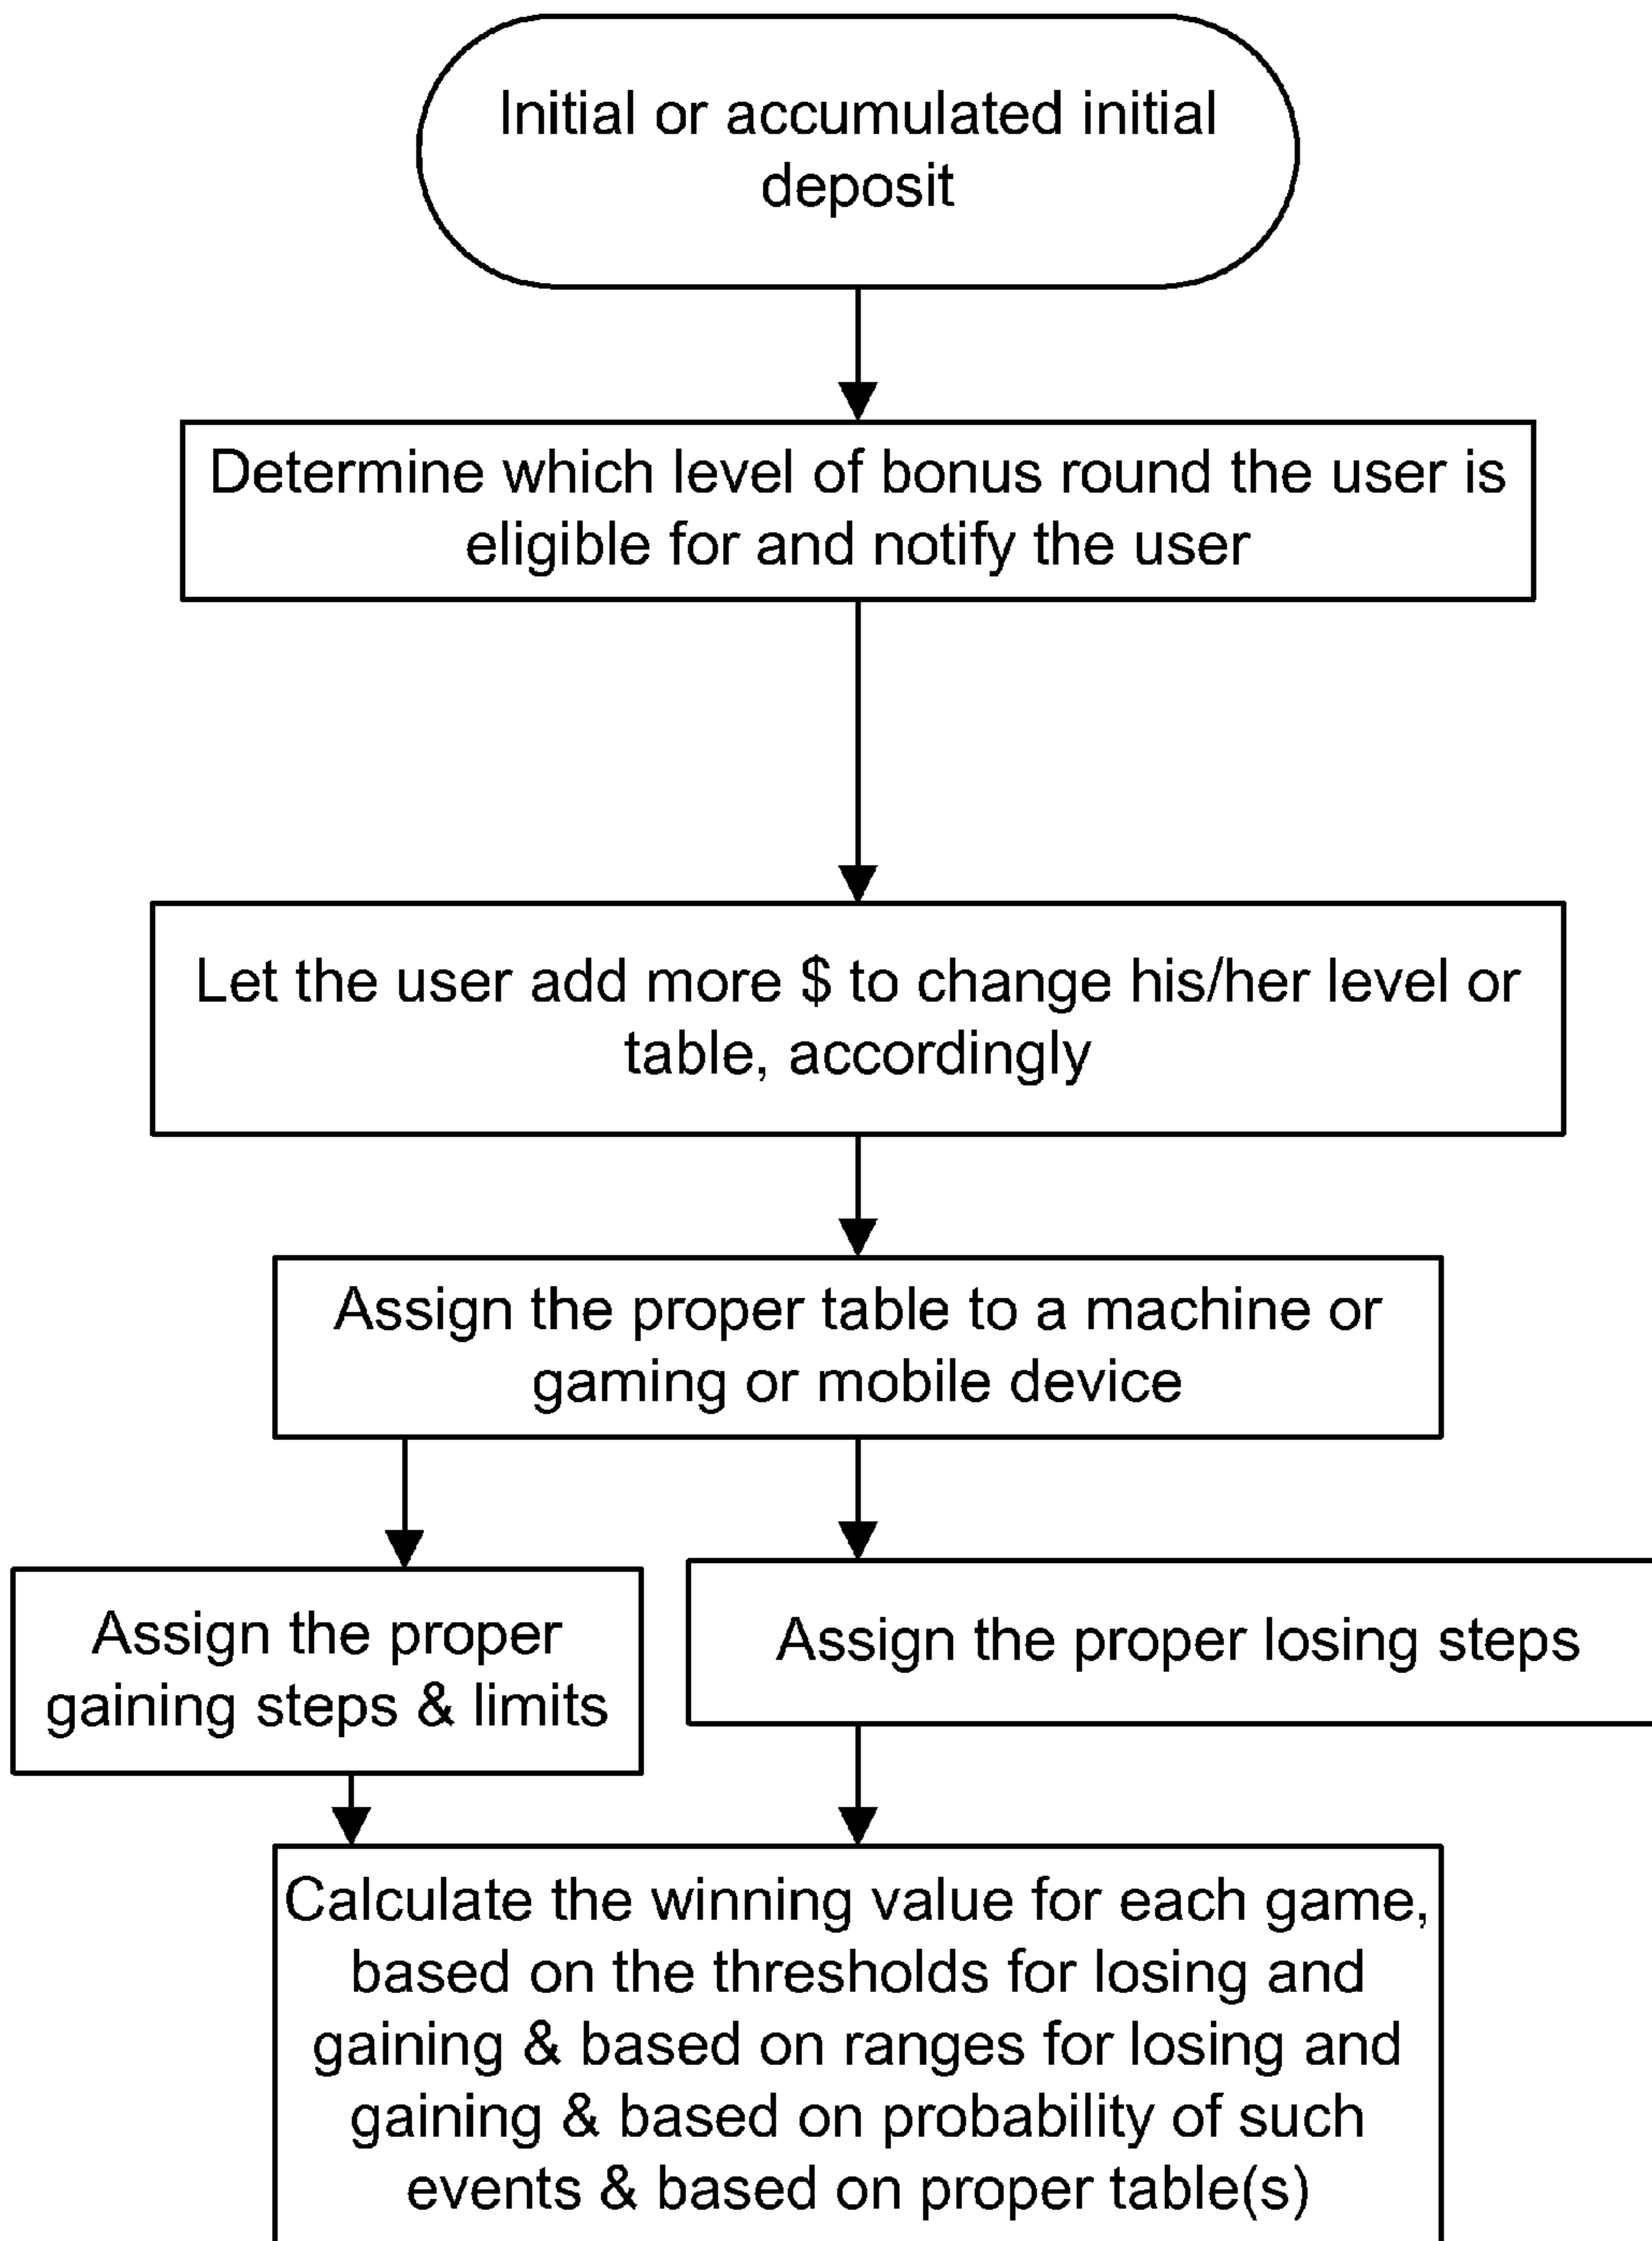 Initial or accumulated initial
deposit
Determine which level of bonus round the user is
eligible for and notify the user
Let the user add more $ to change his/her level or
table, accordingly
Assign the proper table to a machine or
gaming or mobile device
Assign the proper
gaining steps & limits
Assign the proper losing steps
Calculate the winning value for each game,
based on the thresholds for losing and
gaining & based on ranges for losing and
gaining & based on probability of such
events & based on proper table(s)